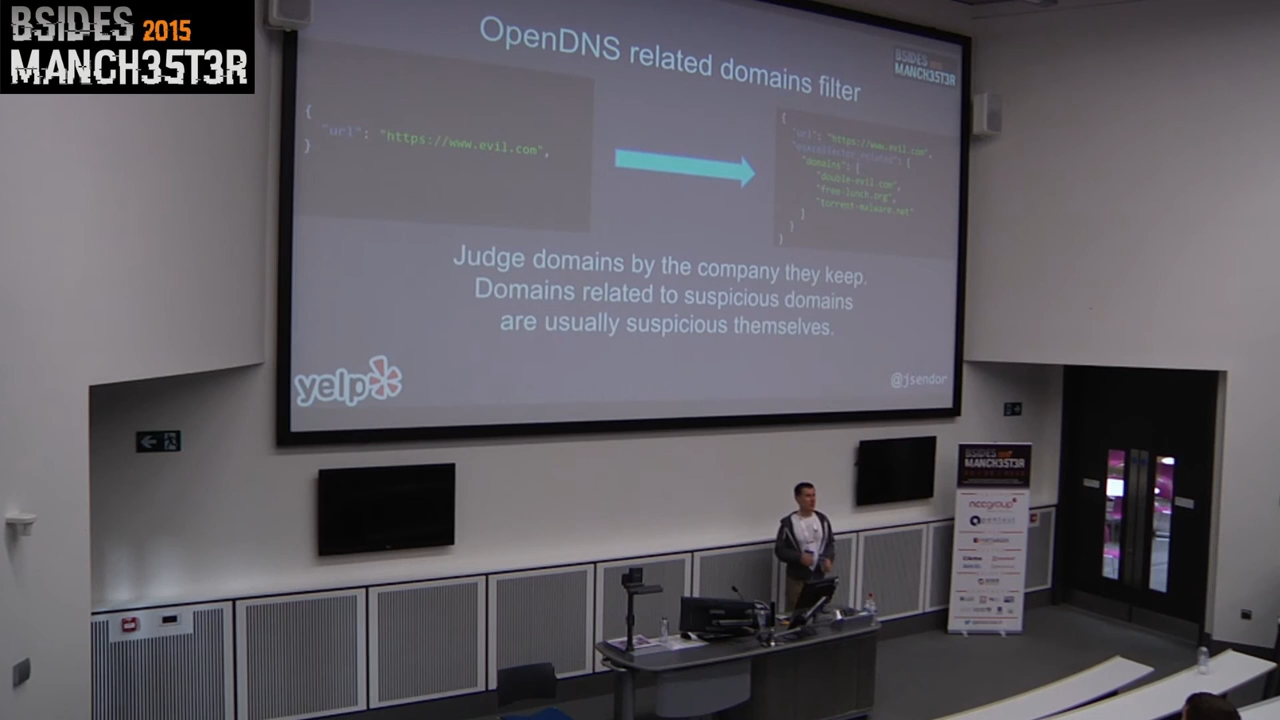 BSIDES 2015
MANCH35T3R
OpenDNS related domains filter
BSIDES 2015
MANCH35T3R
{
"url": "https://www.evil.com",
}
{
"url": "https://www.evil.com",
"domains": [
"double-evil.com",
"free-lunch.org",
"torrent-malware.net"
]
}
}
Judge domains by the company they keep.
Domains related to suspicious domains
are usually suspicious themselves.
yelp
@jsendor
BSIDES
MANCH35T3R
nccgroup